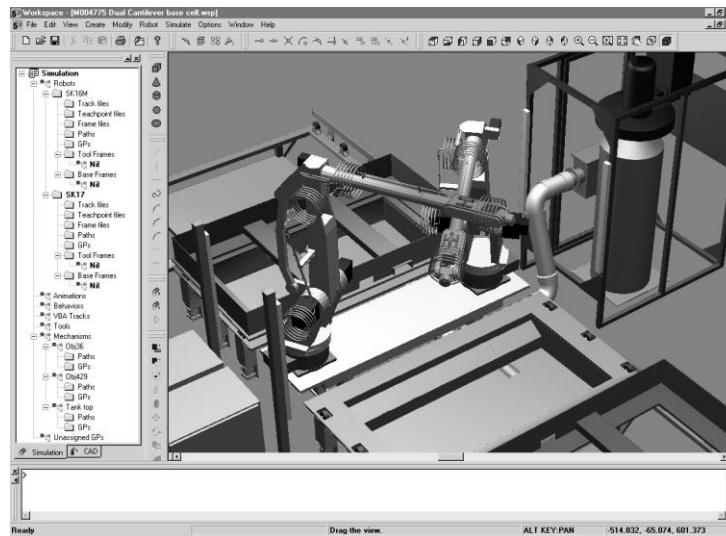 Workspace - [M004775 Dual Cantilever base cell.wsp]
File Edit View Create Modify Robot Simulate Options Window Help
Simulation
Robots
SK16M
Track files
Teachpoint files
Frame files
Paths
GPs
Tool Frames
Nil
Base Frames
Nil
SK17
Track files
Teachpoint files
Frame files
Paths
GPs
Tool Frames
Nil
Base Frames
Nil
Animations
Behaviors
VBA Tracks
Tools
Mechanisms
Obj36
Paths
GPs
Obj429
Paths
GPs
Tank top
Paths
GPs
Unassigned GPs
Simulation CAD
>
Ready Drag the view. ALT KEY:PAN -514.832, -65.074, 601.373